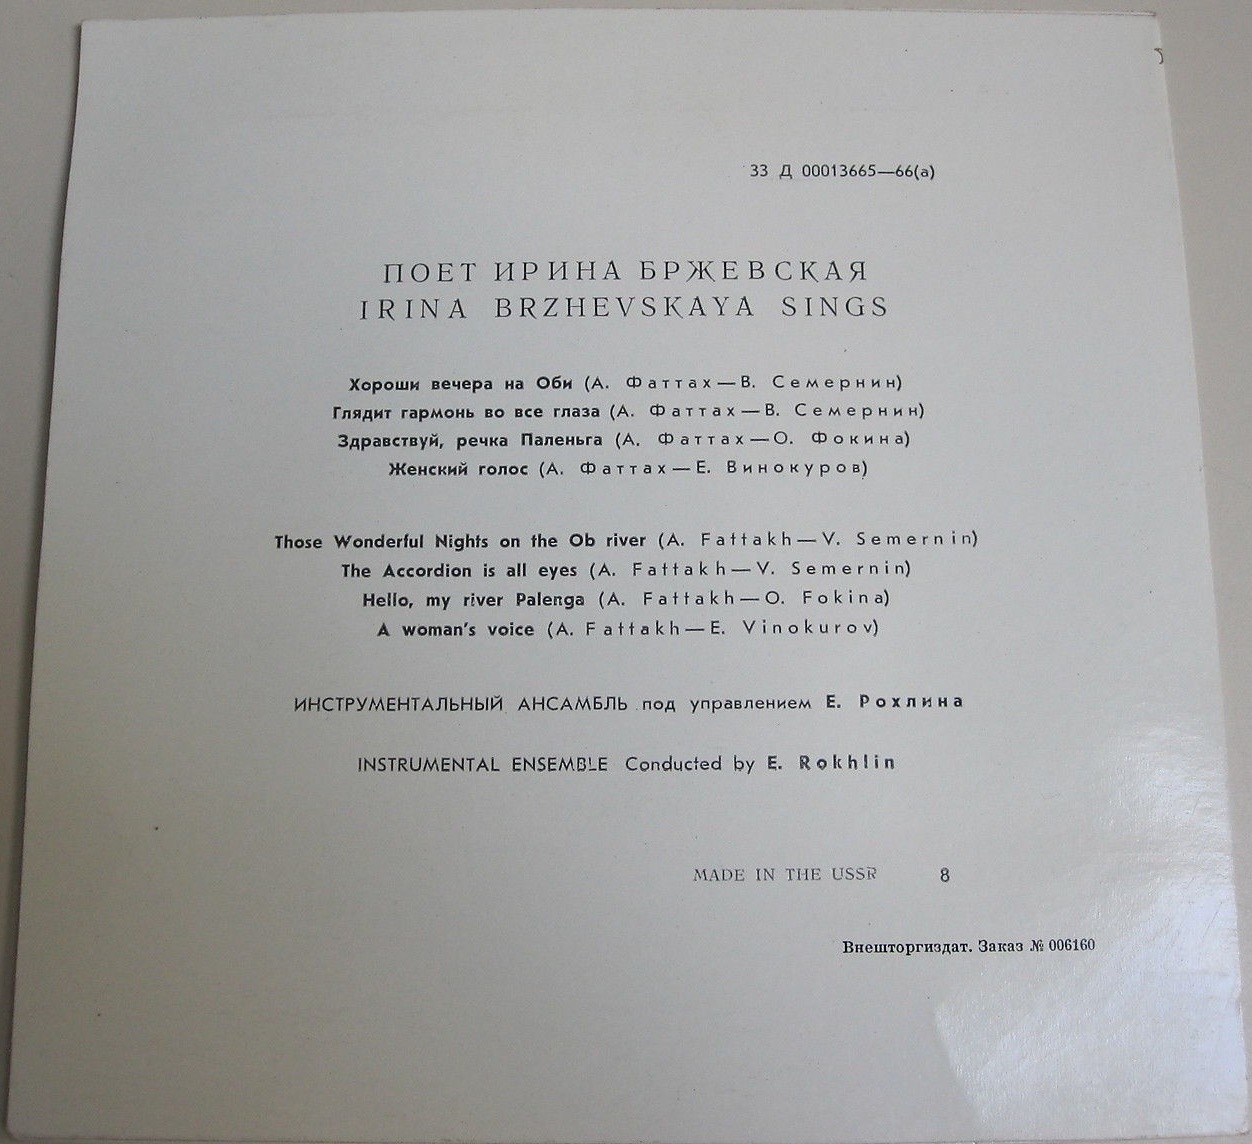 33 Д 00013665—66(а)
ПОЕТ ИРИНА БРЖЕВСКАЯ
IRINA BRZHEVSKAYA SINGS
Хороши вечера на Оби (А. Фаттах — В. Семернин)
Глядит гармонь во все глаза (А. Фаттах — В. Семернин)
Здравствуй, речка Паленьга (А. Фаттах — О. Фокина)
Женский голос (А. Фаттах — Е. Винокуров)
Those Wonderful Nights on the Ob river (A. Fattakh — V. Semernin)
The Accordion is all eyes (A. Fattakh — V. Semernin)
Hello, my river Palenga (A. Fattakh — O. Fokina)
A woman's voice (A. Fattakh — E. Vinokurov)
ИНСТРУМЕНТАЛЬНЫЙ АНСАМБЛЬ под управлением Е. Рохлина
INSTRUMENTAL ENSEMBLE Conducted by E. Rokhlin
MADE IN THE USSR 8
Внешторгиздат. Заказ № 006160